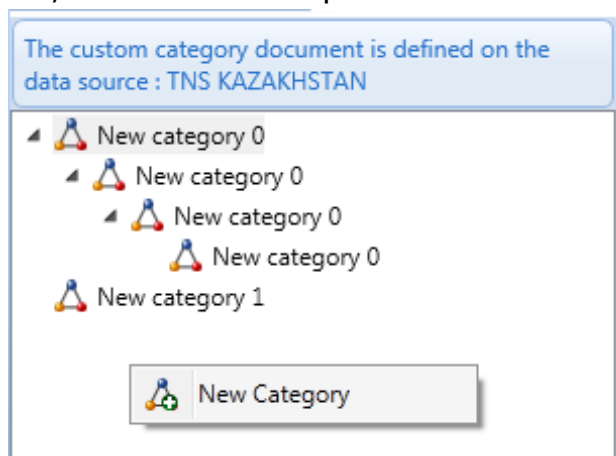 The custom category document is defined on the
data source : TNS KAZAKHSTAN
New category 0
New category 0
New category 0
New category 0
New category 1
New Category